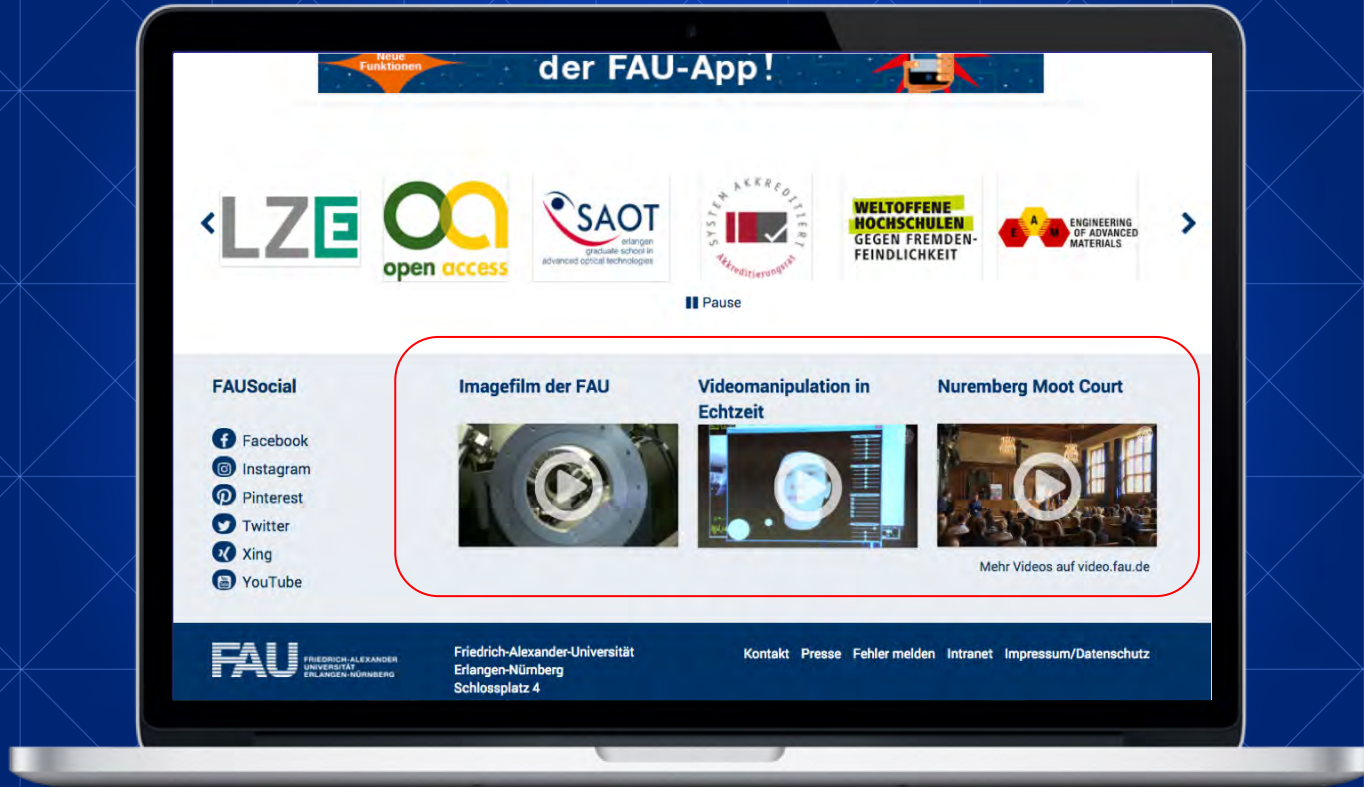 Neue
Funktionen
der FAU-App!
LZE
open access
SAOT
erlangen
graduate school in
advanced optical technologies
SYSTEM AKKREDITIERT
Akkreditierungsrat
WELTOFFENE
HOCHSCHULEN
GEGEN FREMDEN-
FEINDLICHKEIT
E A M
ENGINEERING
OF ADVANCED
MATERIALS
Pause
FAUSocial
Facebook
Instagram
Pinterest
Twitter
Xing
YouTube
Imagefilm der FAU
Videomanipulation in
Echtzeit
Nuremberg Moot Court
Mehr Videos auf video.fau.de
FAU
FRIEDRICH-ALEXANDER
UNIVERSITÄT
ERLANGEN-NÜRNBERG
Friedrich-Alexander-Universität
Erlangen-Nürnberg
Schlossplatz 4
Kontakt Presse Fehler melden Intranet Impressum/Datenschutz